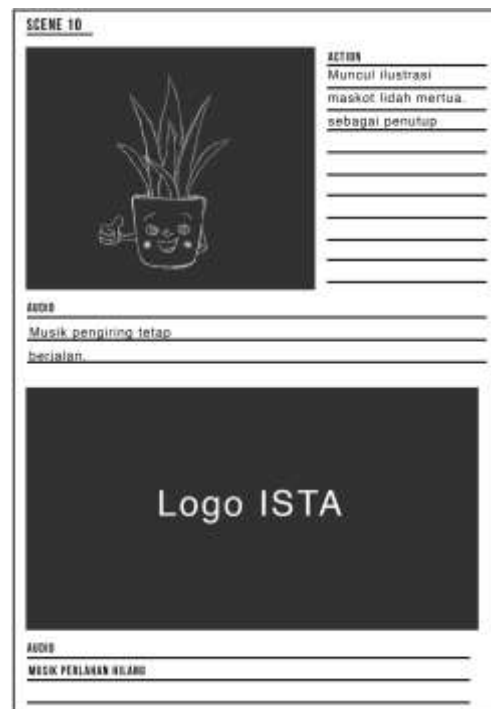 SCENE 10
ACTION
Muncul ilustrasi
maskot lidah mertua
sebagai penutup
AUDIO
Musik pengiring tetap
berjalan.
Logo ISTA
AUDIO
MUSIK PERLAHAN HILANG